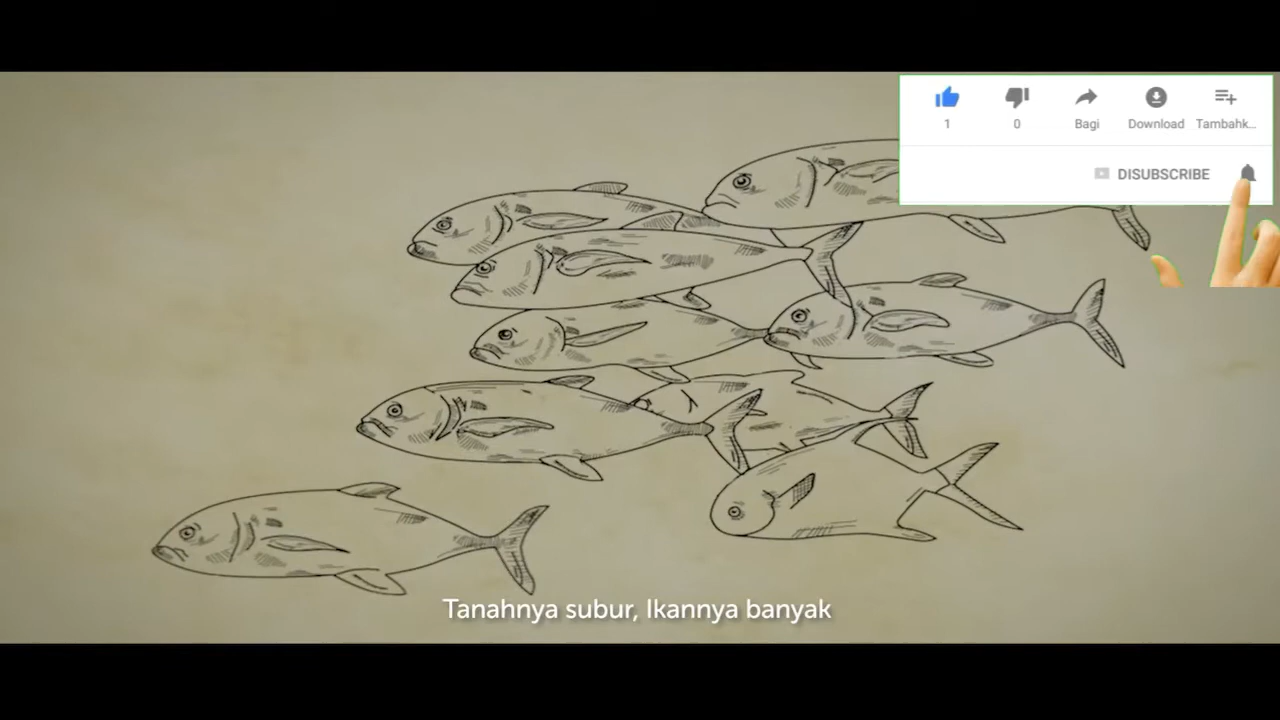 1
0
Bagi
Download
Tambahk...
DISUBSCRIBE
Tanahnya subur, Ikannya banyak